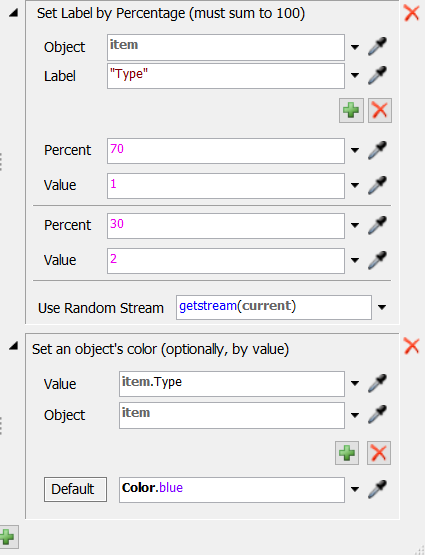 Set Label by Percentage (must sum to 100)
Object item
Label "Type"
Percent 70
Value 1
Percent 30
Value 2
Use Random Stream getstream(current)
Set an object's color (optionally, by value)
Value item.Type
Object item
Default Color.blue